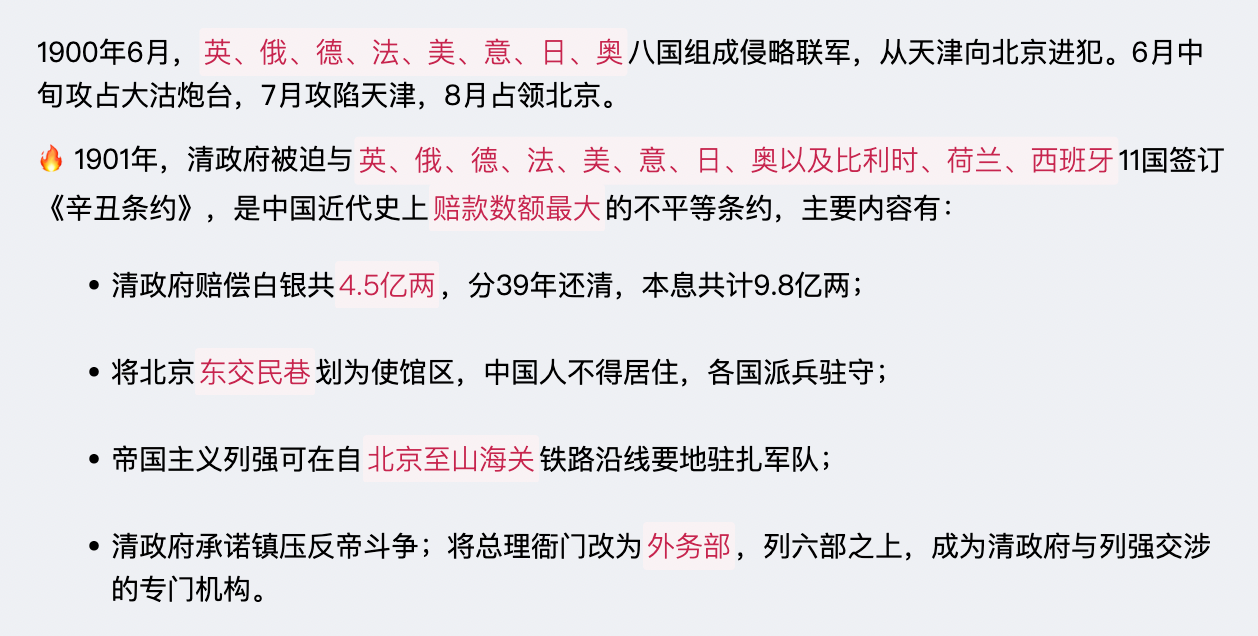 1900年6月，英、俄、德、法、美、意、日、奥八国组成侵略联军，从天津向北京进犯。6月中
旬攻占大沽炮台，7月攻陷天津，8月占领北京。
🔥 1901年，清政府被迫与英、俄、德、法、美、意、日、奥以及比利时、荷兰、西班牙11国签订
《辛丑条约》，是中国近代史上赔款数额最大的不平等条约，主要内容有：
• 清政府赔偿白银共4.5亿两，分39年还清，本息共计9.8亿两；
• 将北京东交民巷划为使馆区，中国人不得居住，各国派兵驻守；
• 帝国主义列强可在自北京至山海关铁路沿线要地驻扎军队；
• 清政府承诺镇压反帝斗争；将总理衙门改为外务部，列六部之上，成为清政府与列强交涉
的专门机构。